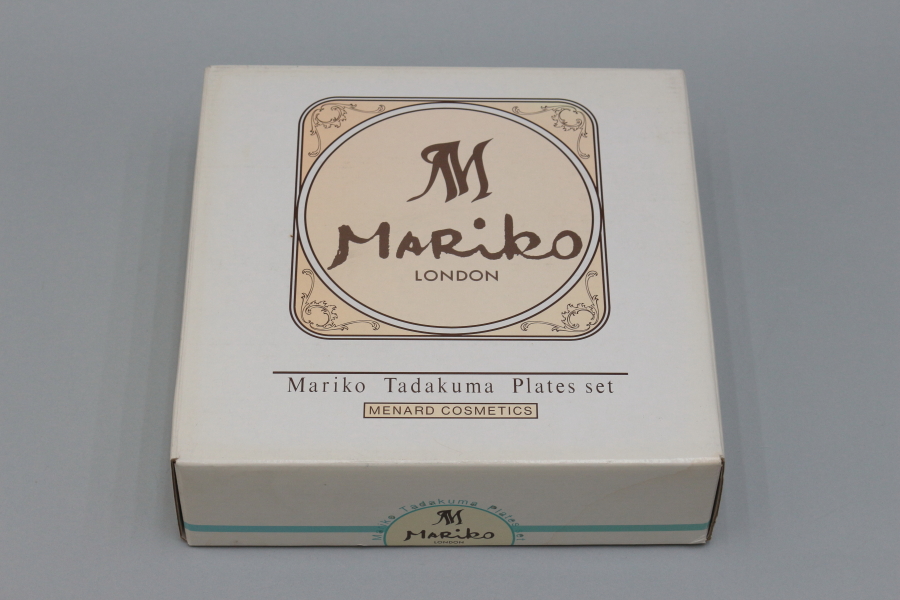 M
Mariko
LONDON
Mariko Tadakuma Plates set
MENARD COSMETICS
Mariko Tadakuma Plates set
M
Mariko
LONDON